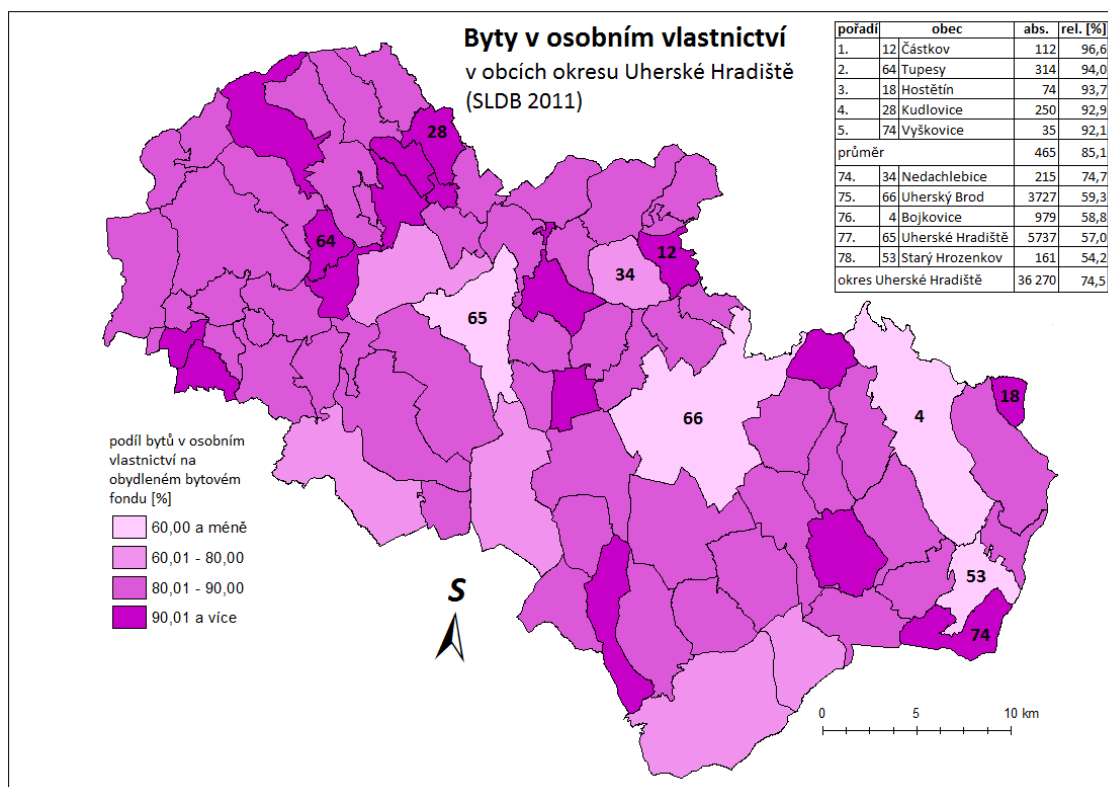 Byty v osobním vlastnictví
v obcích okresu Uherské Hradiště
(SLDB 2011)
pořadí obec abs. rel. [%]
1. 12 Částkov 112 96,6
2. 64 Tupesy 314 94,0
3. 18 Hostětín 74 93,7
4. 28 Kudlovice 250 92,9
5. 74 Vyškovice 35 92,1
průměr 465 85,1
74. 34 Nedachlebice 215 74,7
75. 66 Uherský Brod 3727 59,3
76. 4 Bojkovice 979 58,8
77. 65 Uherské Hradiště 5737 57,0
78. 53 Starý Hrozenkov 161 54,2
okres Uherské Hradiště 36 270 74,5
28
64
12
34
65
18
66
4
53
74
podíl bytů v osobním
vlastnictví na
obydleném bytovém
fondu [%]
60,00 a méně
60,01 - 80,00
80,01 - 90,00
90,01 a více
S
0 5 10 km